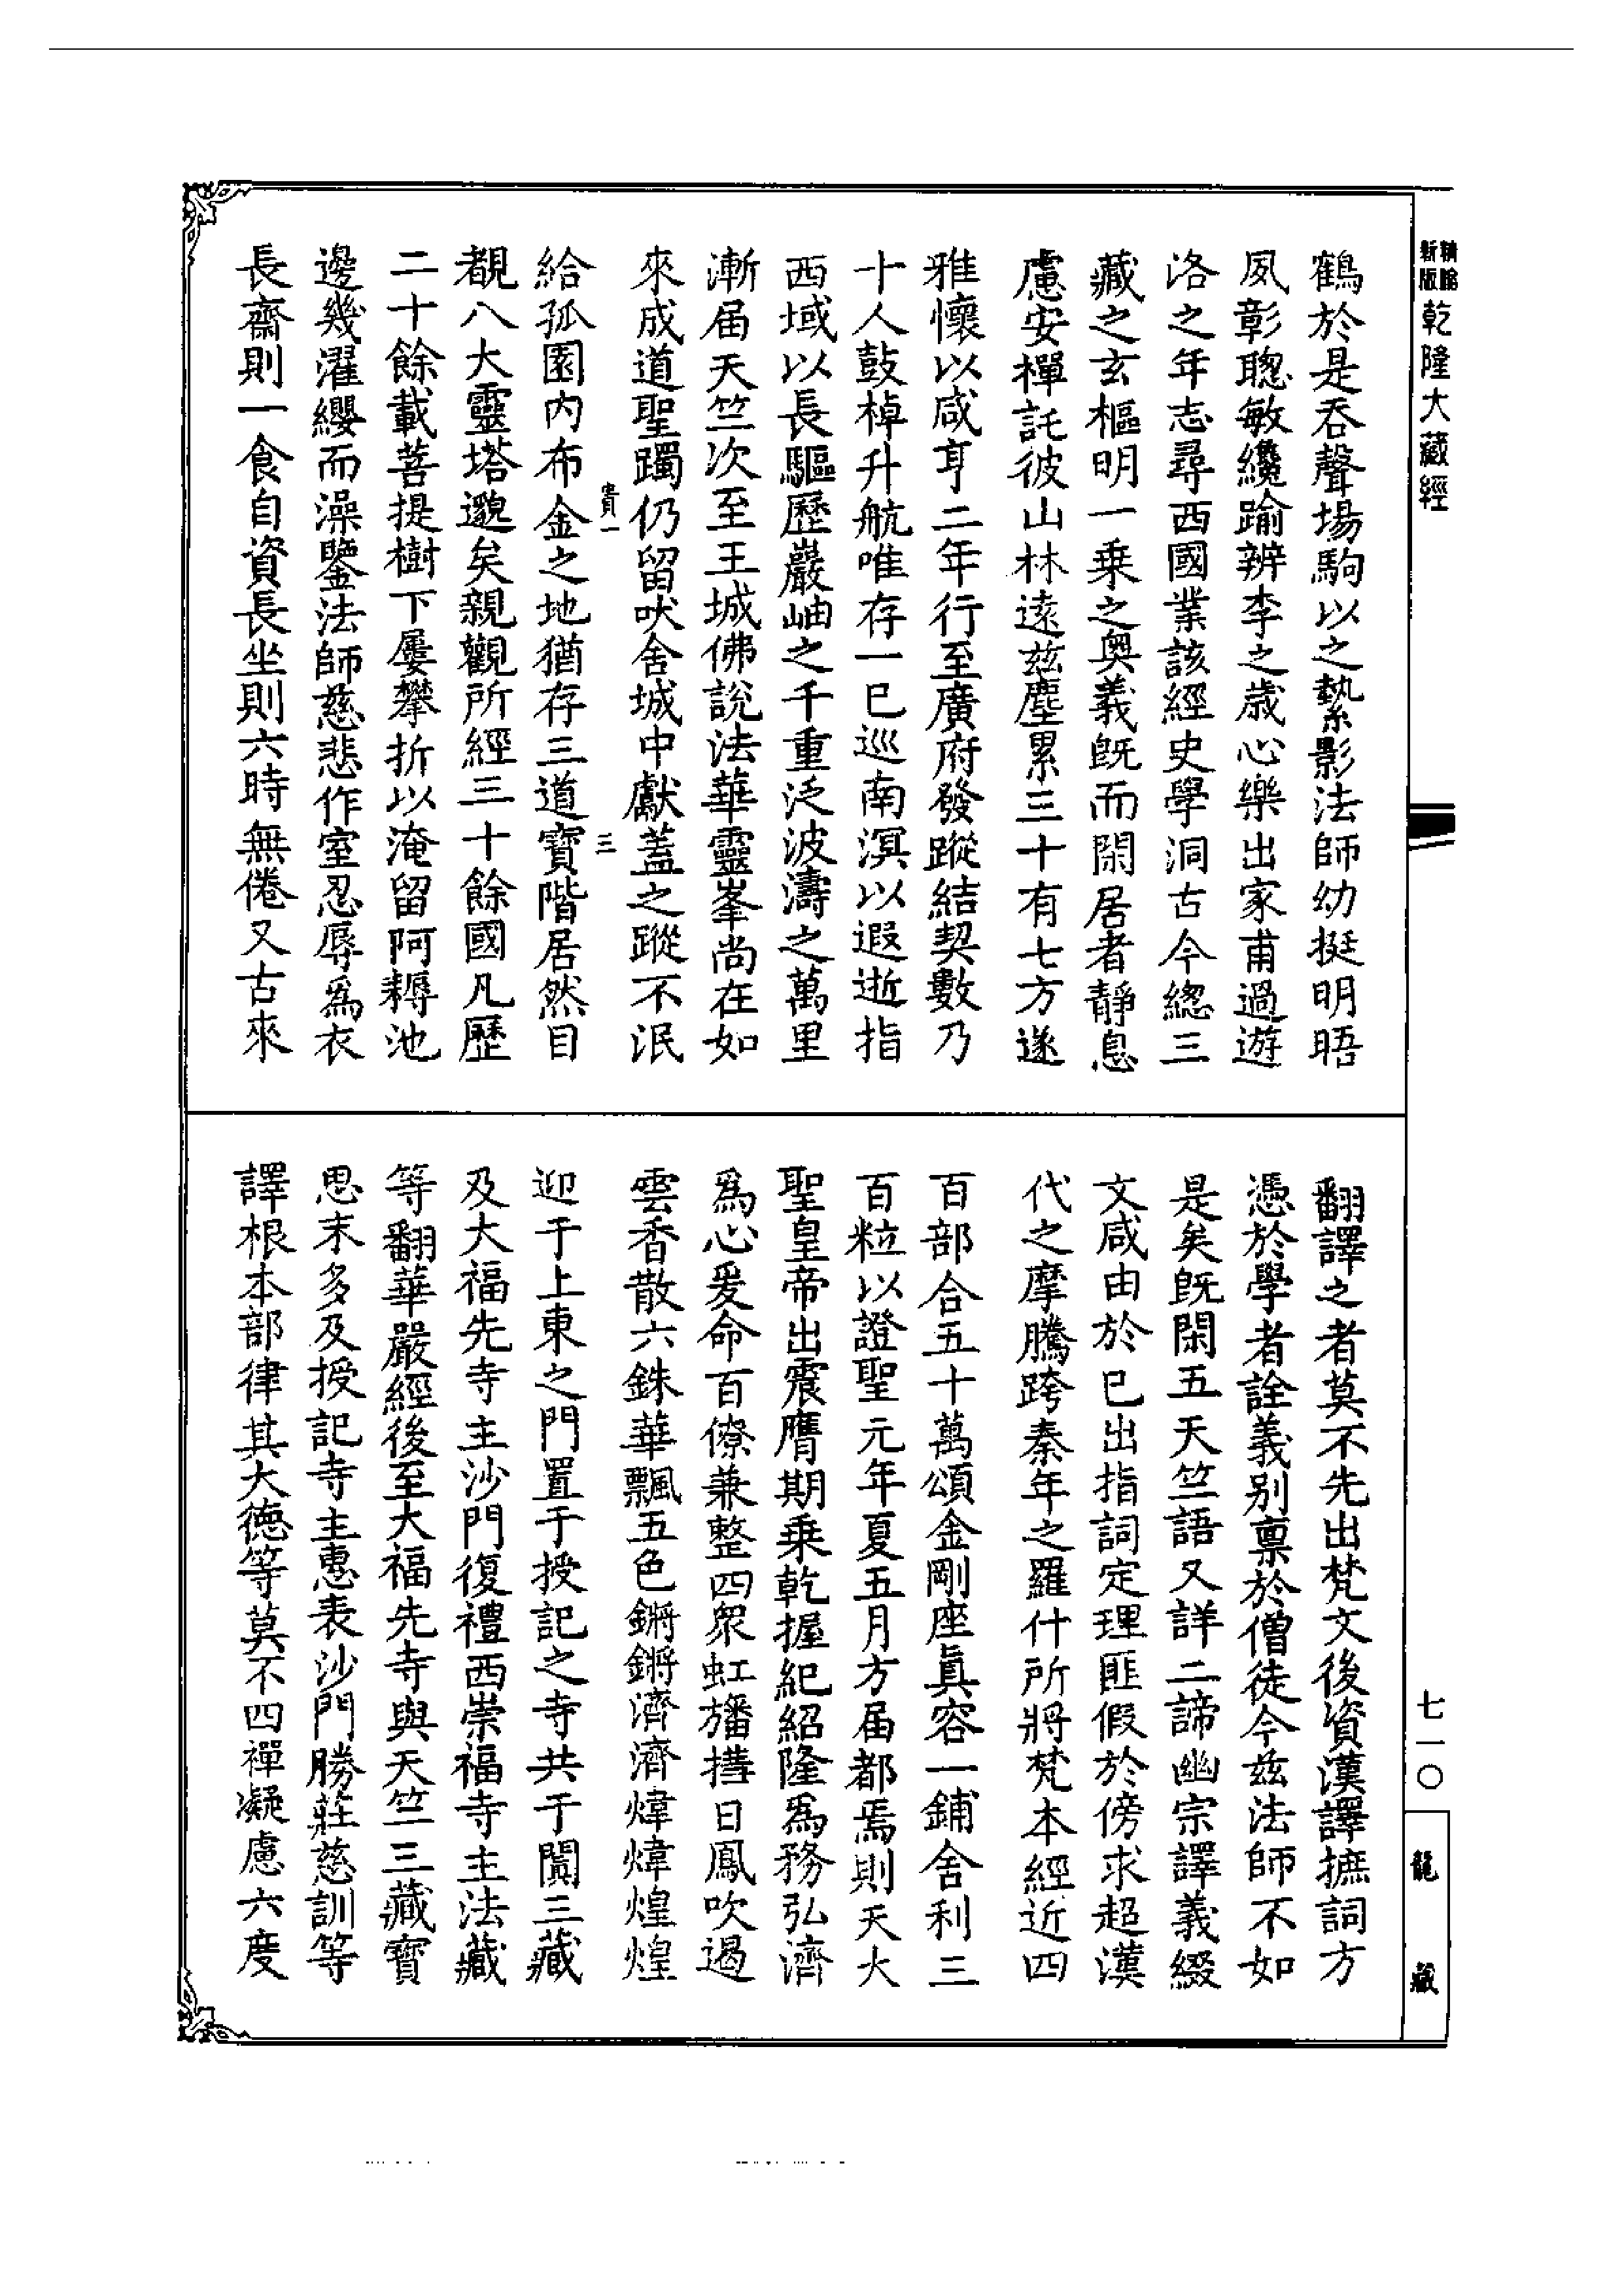 精縮
新版
乾隆大藏經
鶴於是吞聲場駒以之縶影法師幼挺明晤
夙彰聰敏纔踰辨李之歲心樂出家甫過遊
洛之年志尋西國業該經史學洞古今緫三
藏之玄樞明一乗之奧義旣而閑居者靜息
慮安樿託彼山林遠兹塵累三十有七方遂
雅懷以咸亨二年行至廣府發蹤結契數乃
十人鼓棹升航唯存一巳巡南溟以遐逝指
西域以長驅歷巖岫之千重泛波濤之萬里
漸届天竺次至王城佛說法華靈峯尚在如
來成道聖躅仍留吠舍城中獻蓋之蹤不泯
貴一 三
給孤園內布金之地猶存三道寶階居然目
覩八大靈塔邈矣親觀所經三十餘國凡歷
二十餘載菩提樹下屢攀折以淹留阿耨池
邊幾濯纓而澡鑒法師慈悲作室忍辱爲衣
長齋則一食自資長坐則六時無倦又古來
翻譯之者莫不先出梵文後資漢譯摭詞方
憑於學者詮義别禀於僧徒今兹法師不如
是矣旣閑五天竺語又詳二諦幽宗譯義綴
文咸由於巳出指詞定理匪假於傍求超漢
代之摩騰跨秦年之羅什所將梵本經近四
百部合五十萬頌金剛座眞容一鋪舍利三
百粒以證聖元年夏五月方届都焉則天大
聖皇帝出震膺期乗乾握紀紹隆爲務弘濟
爲心爰命百僚兼整四衆虹旛㨜日鳳吹遏
雲香散六銖華飄五色鏘鏘濟濟煒煒煌煌
迎于上東之門置于授記之寺共于闐三藏
及大福先寺主沙門復禮西崇福寺主法藏
等翻華嚴經後至大福先寺與天竺三藏寶
思末多及授記寺主惠表沙門勝莊慈訓等
譯根本部律其大德等莫不四禪凝慮六度
七一〇
龍藏